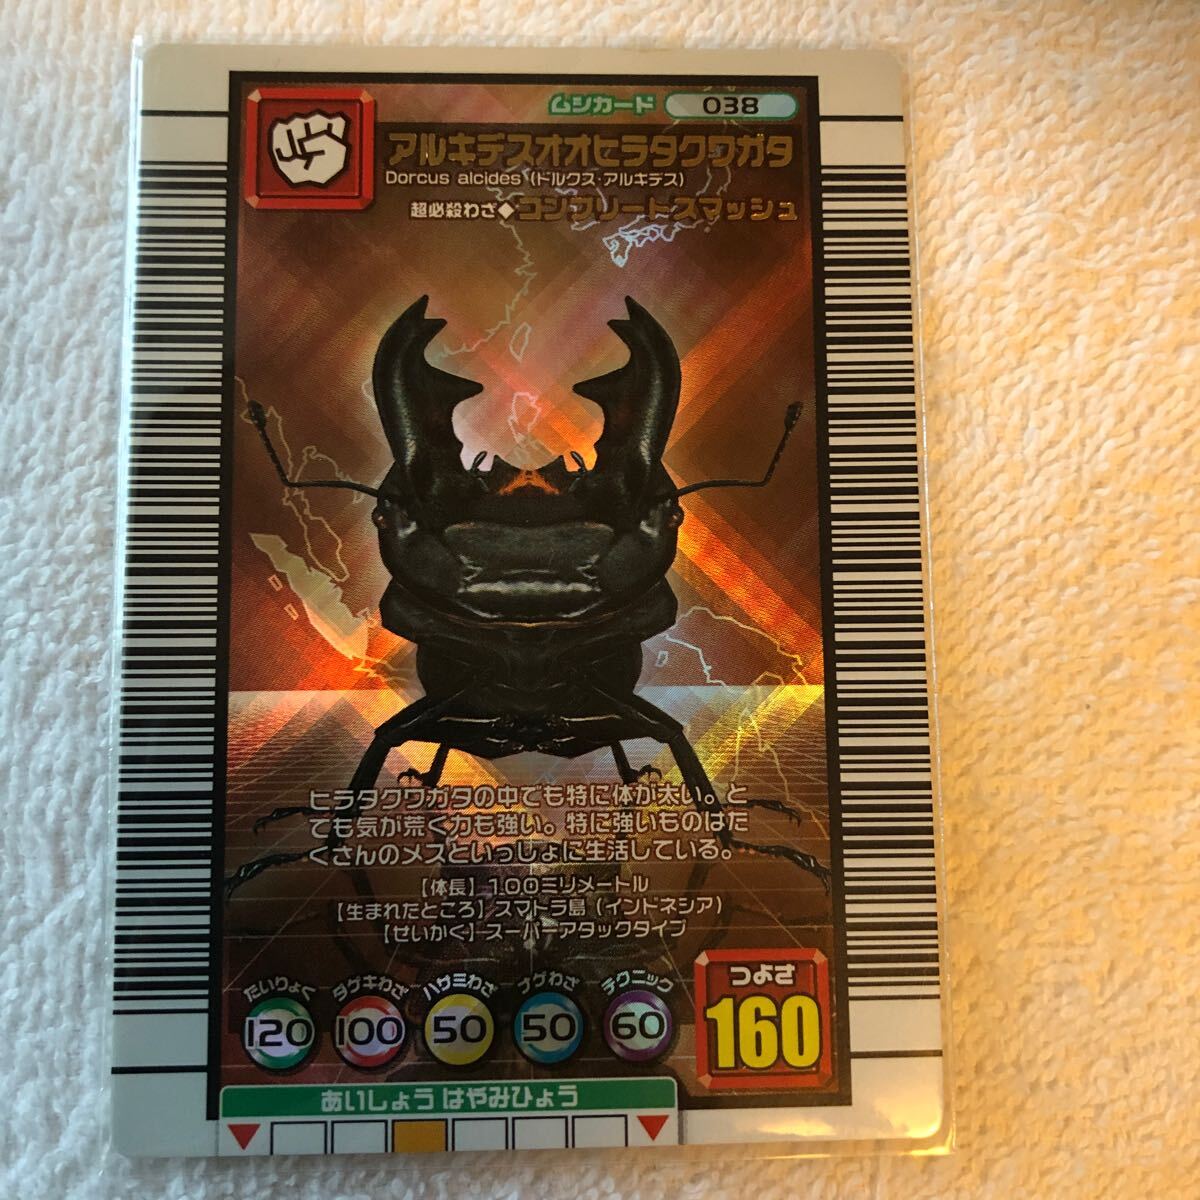 ムシカード 038
アルキデスオオヒラタクワガタ
Dorcus alcides (ドルクス・アルキデス)
超必殺わざ◆コンプリートスマッシュ
ヒラタクワガタの中でも特に体が太い。と
ても気が荒く力も強い。特に強いものはた
くさんのメスといっしょに生活している。
【体長】100ミリメートル
【生まれたところ】スマトラ島(インドネシア)
【せいかく】スーパーアタックタイプ
たいりょく ダゲキわざ ハサミわざ ナゲわざ テクニック つよさ
120 100 50 50 60 160
あいしょう はやみひょう